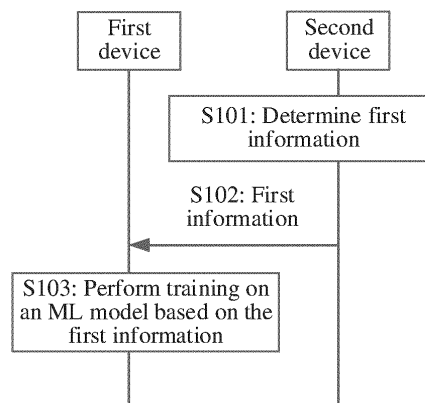 First
device
Second
device
S101: Determine first
information
S102: First
information
S103: Perform training on
an ML model based on the
first information